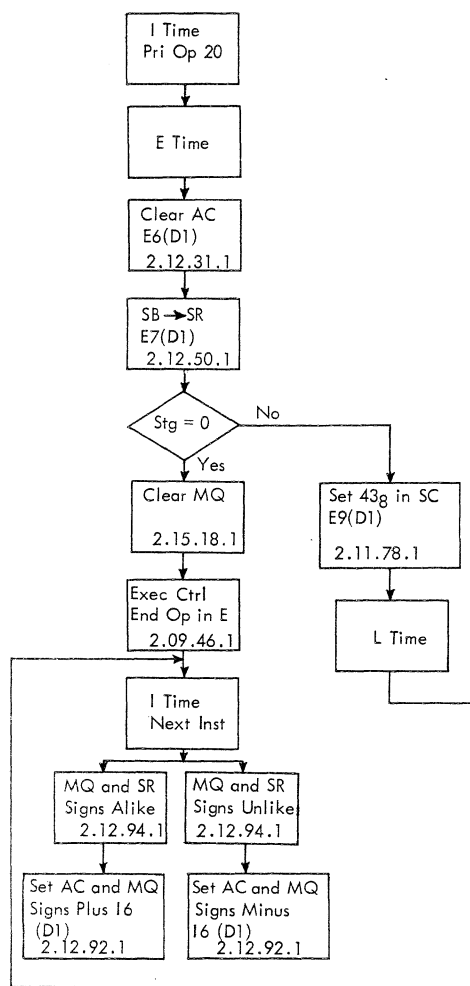 I Time
Pri Op 20
E Time
Clear AC
E6(D1)
2.12.31.1
SB→SR
E7(D1)
2.12.50.1
Stg = 0
No
Yes
Clear MQ
2.15.18.1
Set 43₈ in SC
E9(D1)
2.11.78.1
Exec Ctrl
End Op in E
2.09.46.1
L Time
I Time
Next Inst
MQ and SR
Signs Alike
2.12.94.1
MQ and SR
Signs Unlike
2.12.94.1
Set AC and MQ
Signs Plus I6
(D1)
2.12.92.1
Set AC and MQ
Signs Minus
I6 (D1)
2.12.92.1